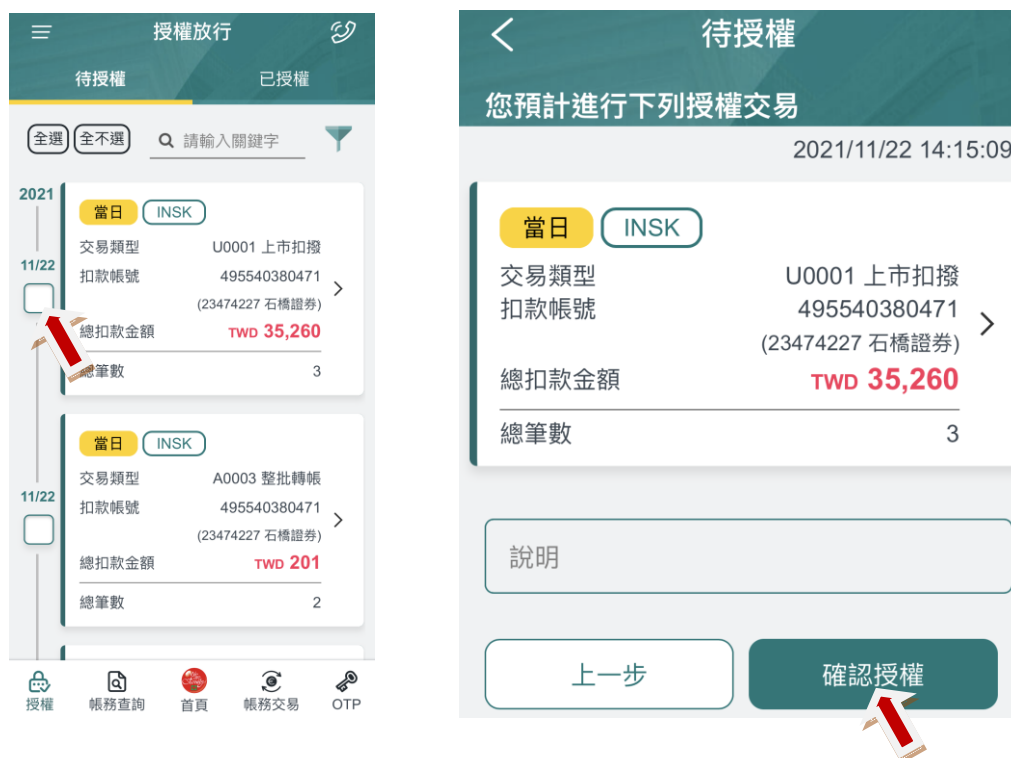 授權放行
待授權
已授權
全選
全不選
請輸入關鍵字
2021
當日
INSK
交易類型
U0001 上市扣撥
11/22
扣款帳號
495540380471
(23474227 石橋證券)
總扣款金額
TWD 35,260
總筆數
3
當日
INSK
交易類型
A0003 整批轉帳
11/22
扣款帳號
495540380471
(23474227 石橋證券)
總扣款金額
TWD 201
總筆數
2
授權
帳務查詢
首頁
帳務交易
OTP
待授權
您預計進行下列授權交易
2021/11/22 14:15:09
當日
INSK
交易類型
U0001 上市扣撥
扣款帳號
495540380471
(23474227 石橋證券)
總扣款金額
TWD 35,260
總筆數
3
說明
上一步
確認授權